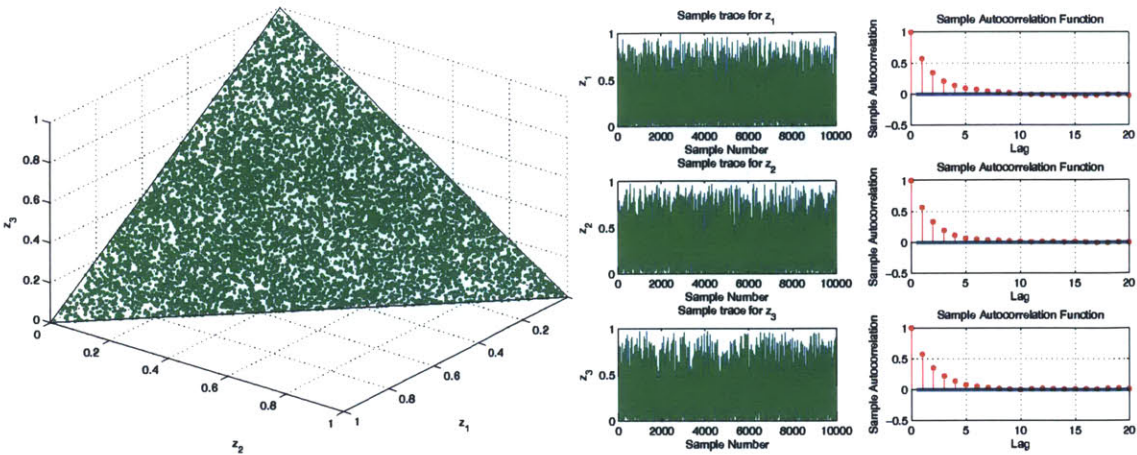 1
0.8
0.6
0.4
0.2
0
z3
0
0.2
0.4
0.6
0.8
1
z2
1
0.8
0.6
0.4
0.2
z1
Sample trace for z1
1
0.5
0
z1
0 2000 4000 6000 8000 10000
Sample Number
Sample Autocorrelation Function
1
0.5
0
−0.5
Sample Autocorrelation
0 5 10 15 20
Lag
Sample trace for z2
1
0.5
0
z2
0 2000 4000 6000 8000 10000
Sample Number
Sample Autocorrelation Function
1
0.5
0
−0.5
Sample Autocorrelation
0 5 10 15 20
Lag
Sample trace for z3
1
0.5
0
z3
0 2000 4000 6000 8000 10000
Sample Number
Sample Autocorrelation Function
1
0.5
0
−0.5
Sample Autocorrelation
0 5 10 15 20
Lag